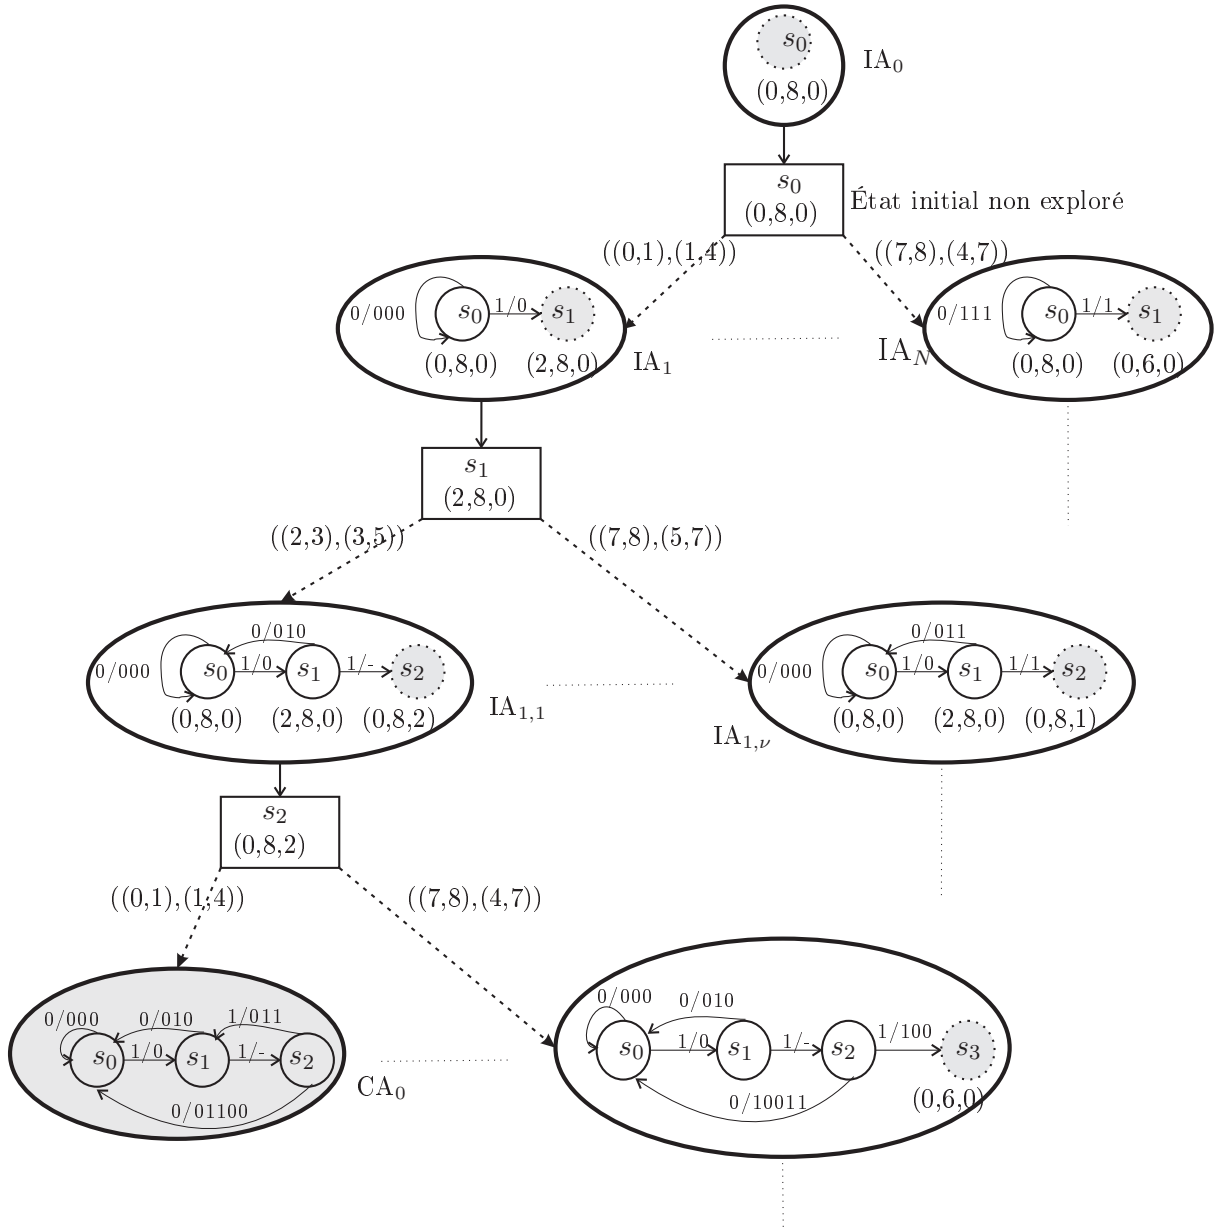 s₀
IA₀
(0,8,0)
s₀
(0,8,0)
État initial non exploré
((0,1),(1,4))
((7,8),(4,7))
0/000
s₀
1/0
s₁
(0,8,0)
(2,8,0)
IA₁
IA_N
0/111
s₀
1/1
s₁
(0,8,0)
(0,6,0)
s₁
(2,8,0)
((2,3),(3,5))
((7,8),(5,7))
0/010
0/000
s₀
1/0
s₁
1/-
s₂
(0,8,0)
(2,8,0)
(0,8,2)
IA₁,₁
0/011
0/000
s₀
1/0
s₁
1/1
s₂
(0,8,0)
(2,8,0)
(0,8,1)
IA₁,ᵥ
s₂
(0,8,2)
((0,1),(1,4))
((7,8),(4,7))
0/000
0/010
1/011
s₀
1/0
s₁
1/-
s₂
0/01100
CA₀
0/000
0/010
s₀
1/0
s₁
1/-
s₂
1/100
s₃
0/10011
(0,6,0)